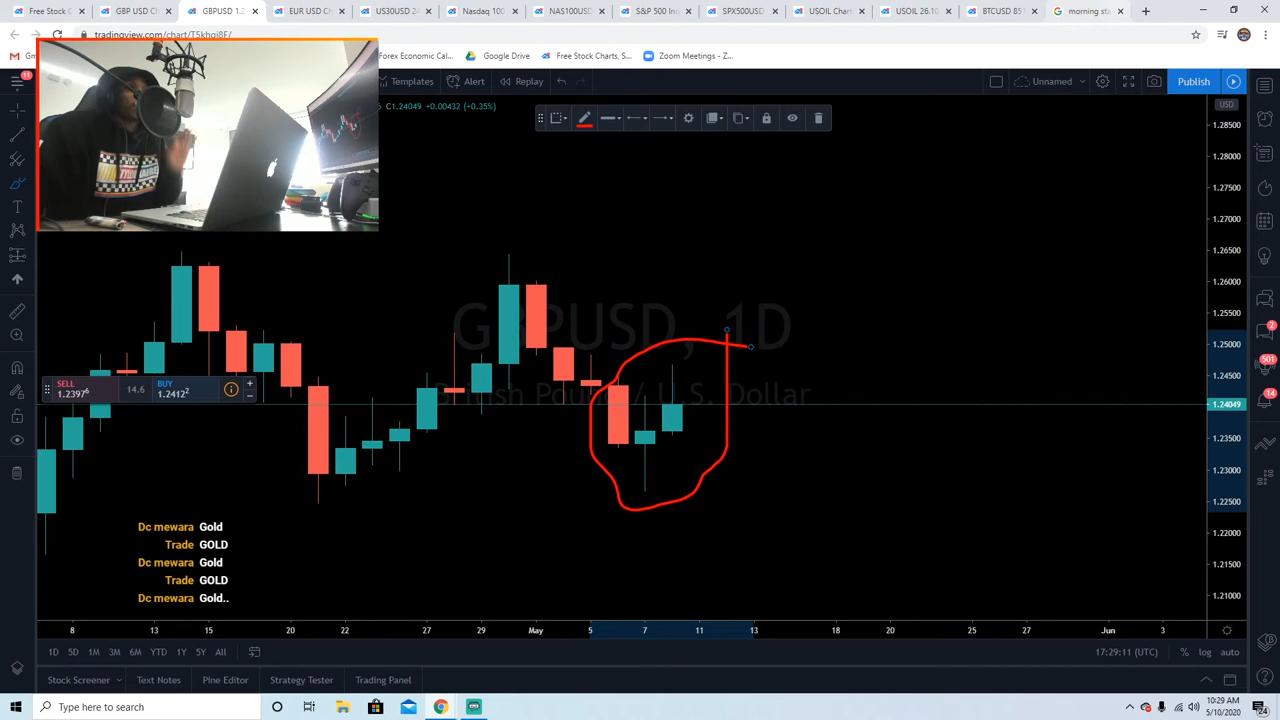 Free Stock Charts
GBP USD Ch
GBPUSD 1.2
EUR USD Ch
US30USD 24
Nasdaq 100
NAS100USD
S&P 500 Ind
SPX500USD
USOIL Chart
USOIL 26.10
BTCUSD 851
morning sta
tradingview.com/chart/T5khqi8F/
Forex Economic Cal...
Google Drive
Free Stock Charts, S...
Zoom Meetings - Z...
11
Templates
Alert
Replay
Unnamed
Publish
C1.24049 +0.00432 (+0.35%)
USD
1.28500
1.28000
1.27500
1.27000
1.26500
1.26000
1.25500
1.25000
1.24500
1.24049
1.23500
1.23000
1.22500
1.22000
1.21500
1.21000
GBPUSD, 1D
British Pound / U.S. Dollar
SELL
1.2397⁶
14.6
BUY
1.2412²
2
14
Dc mewara Gold
Trade GOLD
Dc mewara Gold
Trade GOLD
Dc mewara Gold..
8 13 15 20 22 27 29 May 5 7 11 13 18 20 25 27 Jun 3
1D 5D 1M 3M 6M YTD 1Y 5Y All
17:29:11 (UTC) % log auto
Stock Screener Text Notes Pine Editor Strategy Tester Trading Panel
Type here to search
10:29 AM
5/10/2020
24